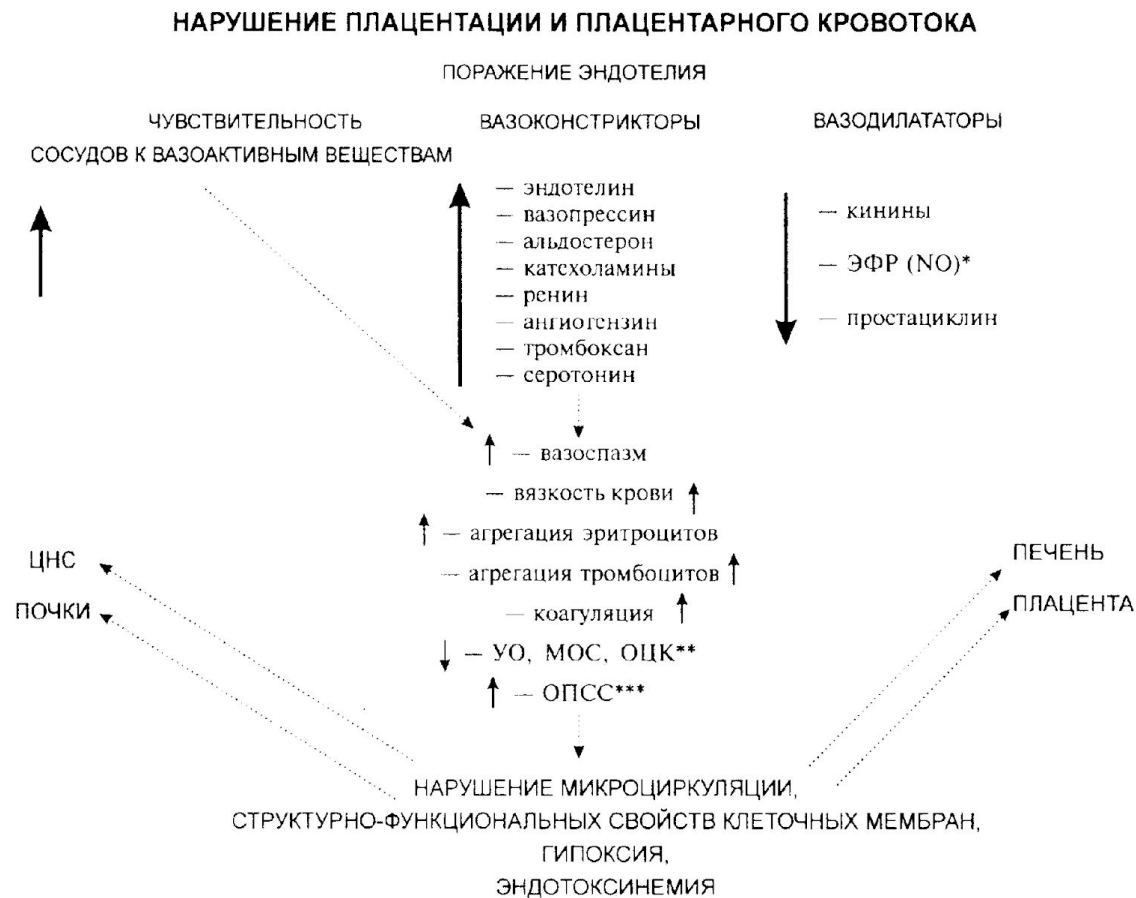 НАРУШЕНИЕ ПЛАЦЕНТАЦИИ И ПЛАЦЕНТАРНОГО КРОВОТОКА
ПОРАЖЕНИЕ ЭНДОТЕЛИЯ
ЧУВСТВИТЕЛЬНОСТЬ
СОСУДОВ К ВАЗОАКТИВНЫМ ВЕЩЕСТВАМ
ВАЗОКОНСТРИКТОРЫ
— эндотелин
— вазопрессин
— альдостерон
— катехоламины
— ренин
— ангиотензин
— тромбоксан
— серотонин
ВАЗОДИЛАТАТОРЫ
— кинины
— ЭФР (NO)*
— простациклин
↑ — вазоспазм
— вязкость крови ↑
↑ — агрегация эритроцитов
— агрегация тромбоцитов ↑
— коагуляция ↑
↓ — УО, МОС, ОЦК**
↑ — ОПСС***
ЦНС
ПОЧКИ
ПЕЧЕНЬ
ПЛАЦЕНТА
НАРУШЕНИЕ МИКРОЦИРКУЛЯЦИИ,
СТРУКТУРНО-ФУНКЦИОНАЛЬНЫХ СВОЙСТВ КЛЕТОЧНЫХ МЕМБРАН,
ГИПОКСИЯ,
ЭНДОТОКСИНЕМИЯ